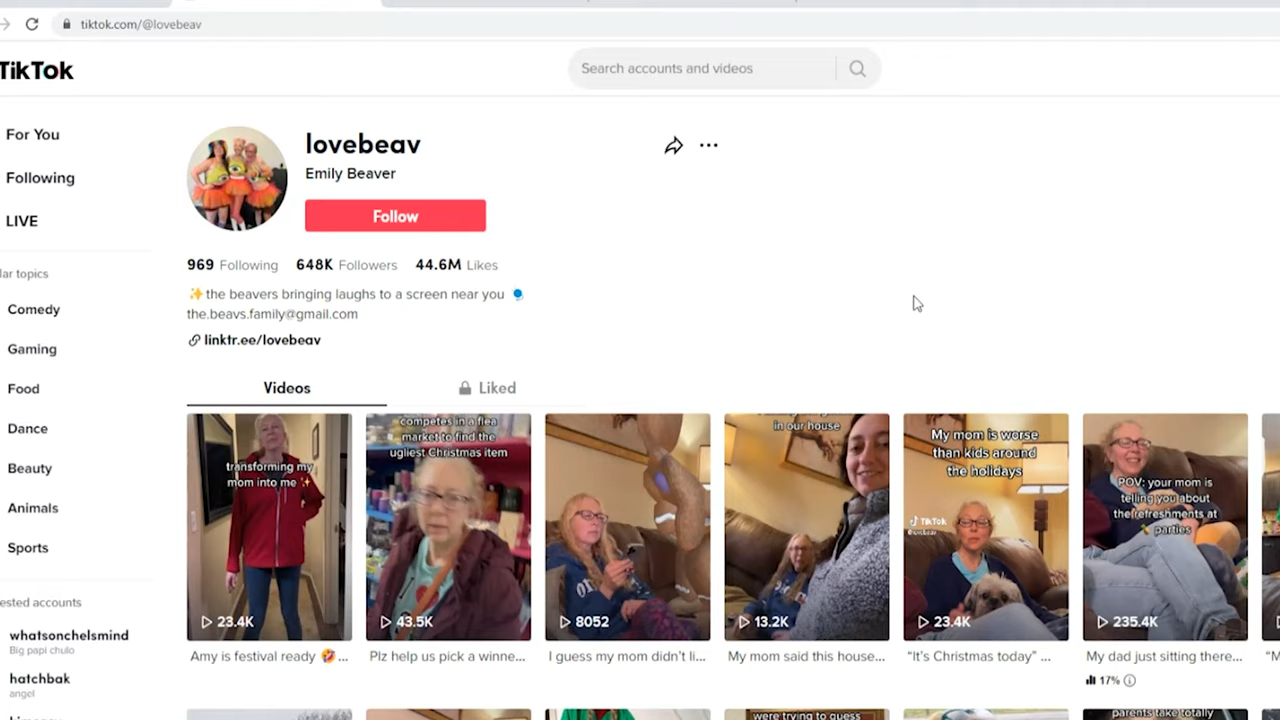 tiktok.com/@lovebeav
TikTok
Search accounts and videos
For You
Following
LIVE
lar topics
Comedy
Gaming
Food
Dance
Beauty
Animals
Sports
ested accounts
whatsonchelsmind
Big papi chulo
hatchbak
angel
lovebeav
Emily Beaver
Follow
969 Following 648K Followers 44.6M Likes
✨the beavers bringing laughs to a screen near you
the.beavs.family@gmail.com
linktr.ee/lovebeav
Videos
Liked
transforming my
mom into me ✨
23.4K
Amy is festival ready 🤣...
competes in a flea
market to find the
ugliest Christmas item
43.5K
Plz help us pick a winne...
8052
I guess my mom didn't li...
in our house
13.2K
My mom said this house...
My mom is worse
than kids around
the holidays
TikTok
@lovebeav
23.4K
“It's Christmas today” ...
POV: your mom is
telling you about
the refreshments at
parties
235.4K
My dad just sitting there...
17%
“M
were trying to guess
parents take totally